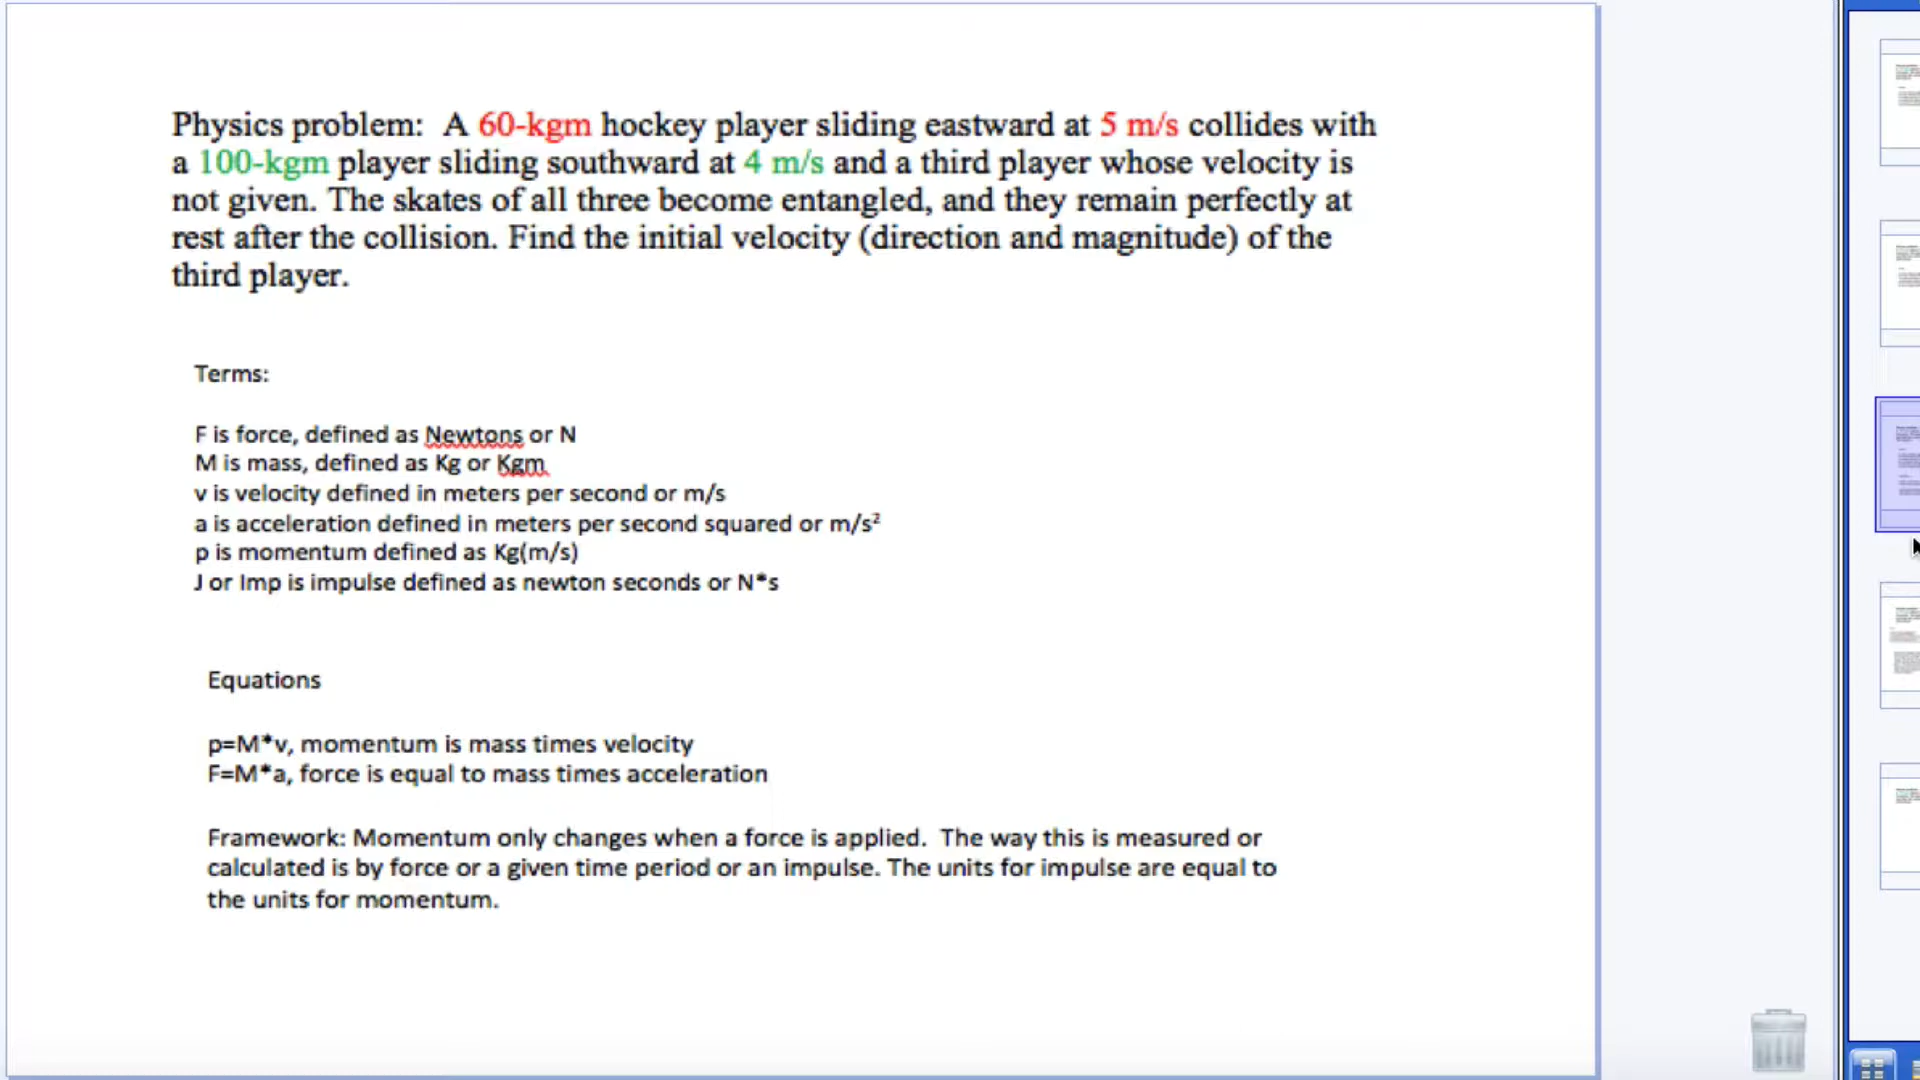 Physics problem:  A 60-kgm hockey player sliding eastward at 5 m/s collides with
a 100-kgm player sliding southward at 4 m/s and a third player whose velocity is
not given. The skates of all three become entangled, and they remain perfectly at
rest after the collision. Find the initial velocity (direction and magnitude) of the
third player.
Terms:
F is force, defined as Newtons or N
M is mass, defined as Kg or Kgm
v is velocity defined in meters per second or m/s
a is acceleration defined in meters per second squared or m/s²
p is momentum defined as Kg(m/s)
J or Imp is impulse defined as newton seconds or N*s
Equations
p=M*v, momentum is mass times velocity
F=M*a, force is equal to mass times acceleration
Framework: Momentum only changes when a force is applied.  The way this is measured or
calculated is by force or a given time period or an impulse. The units for impulse are equal to
the units for momentum.